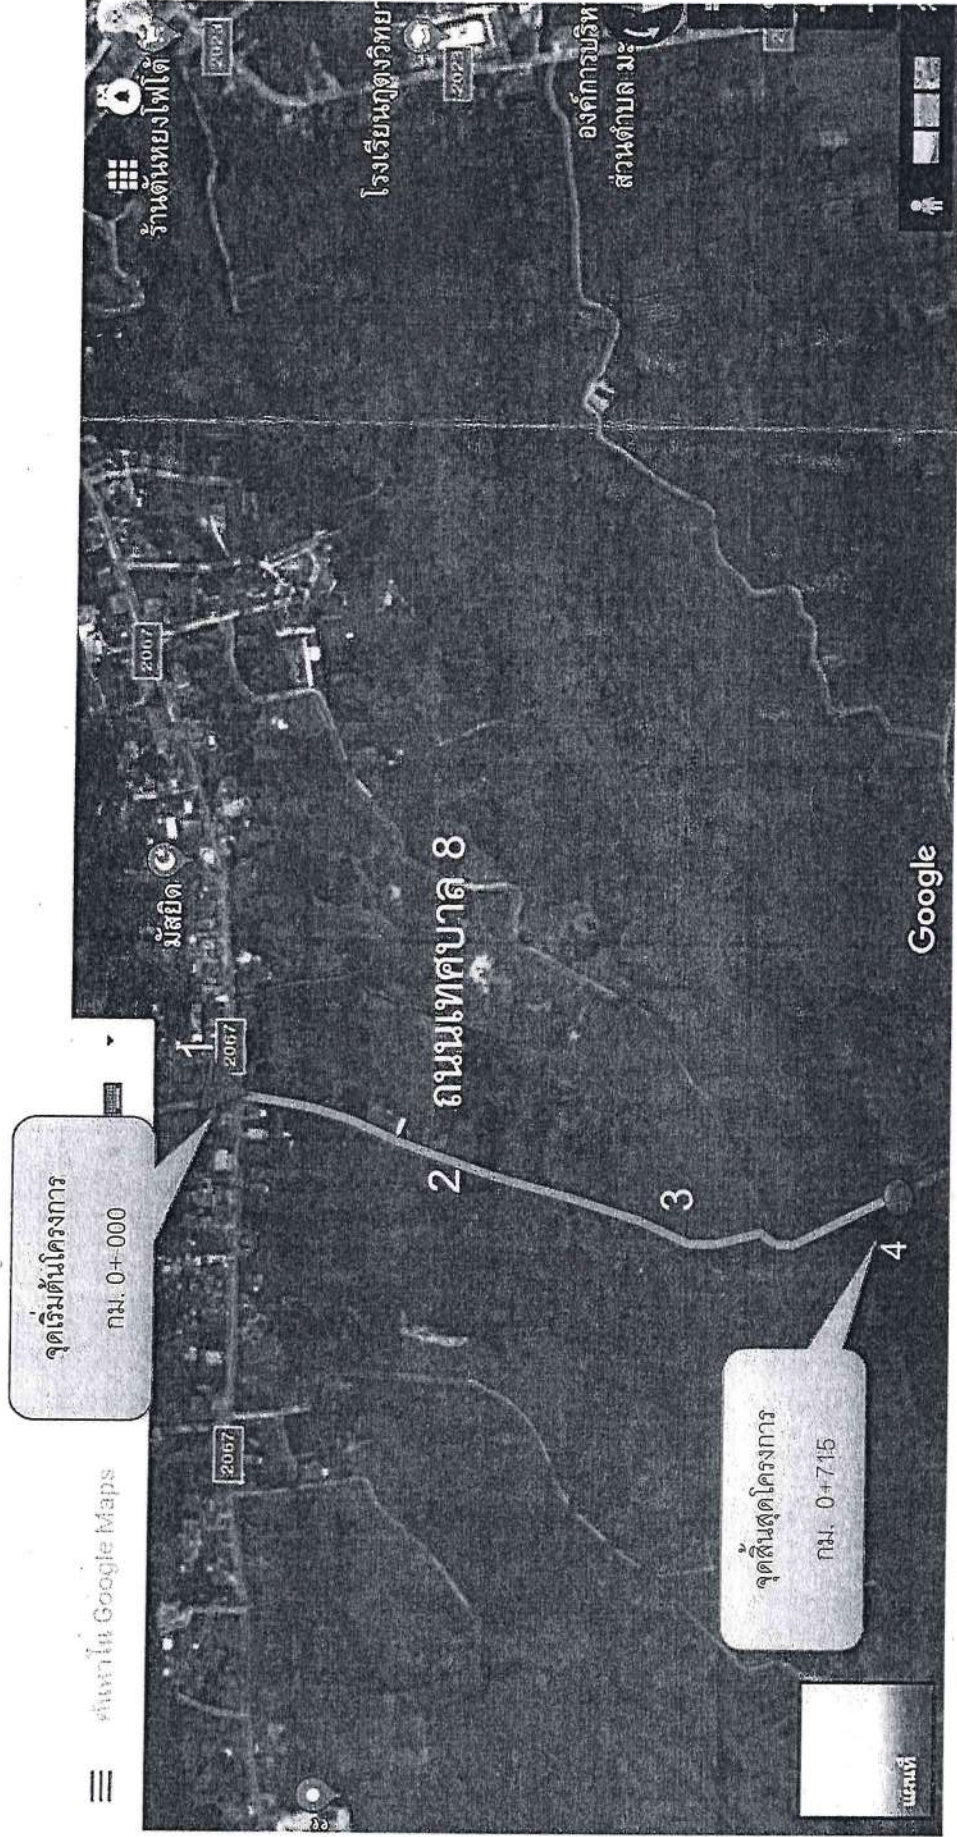 ค้นหาใน Google Maps
จุดเริ่มต้นโครงการ
กม. 0+000
1
2067
2067
2067
มัสยิด
ร้านต้นหยงโฟโต้
2023
โรงเรียนกูตงวิทยา
2023
องค์การบริห
ส่วนตำบล มะ
ถนนเทศบาล 8
2
3
4
จุดสิ้นสุดโครงการ
กม. 0+715
แผนที่
Google